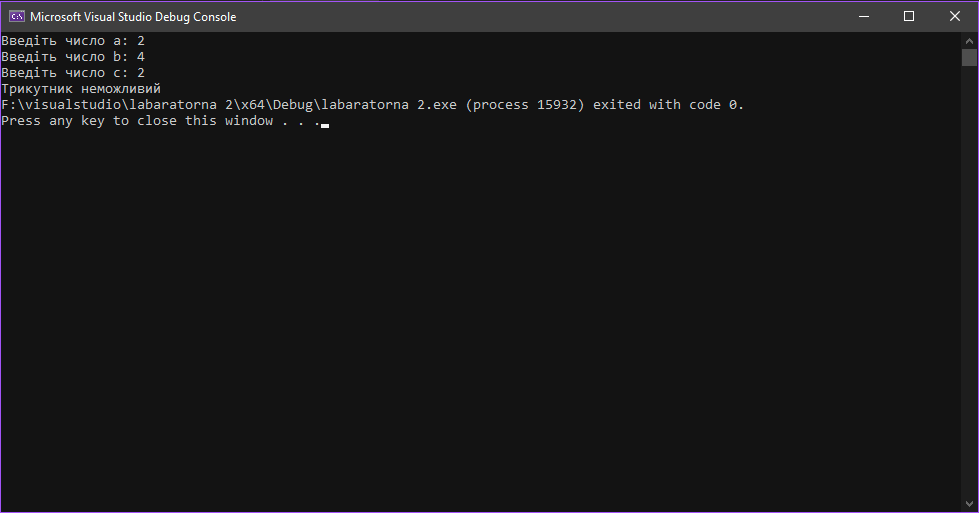 Microsoft Visual Studio Debug Console
Введіть число a: 2
Введіть число b: 4
Введіть число c: 2
Трикутник неможливий
F:\visualstudio\labaratorna 2\x64\Debug\labaratorna 2.exe (process 15932) exited with code 0.
Press any key to close this window . . .